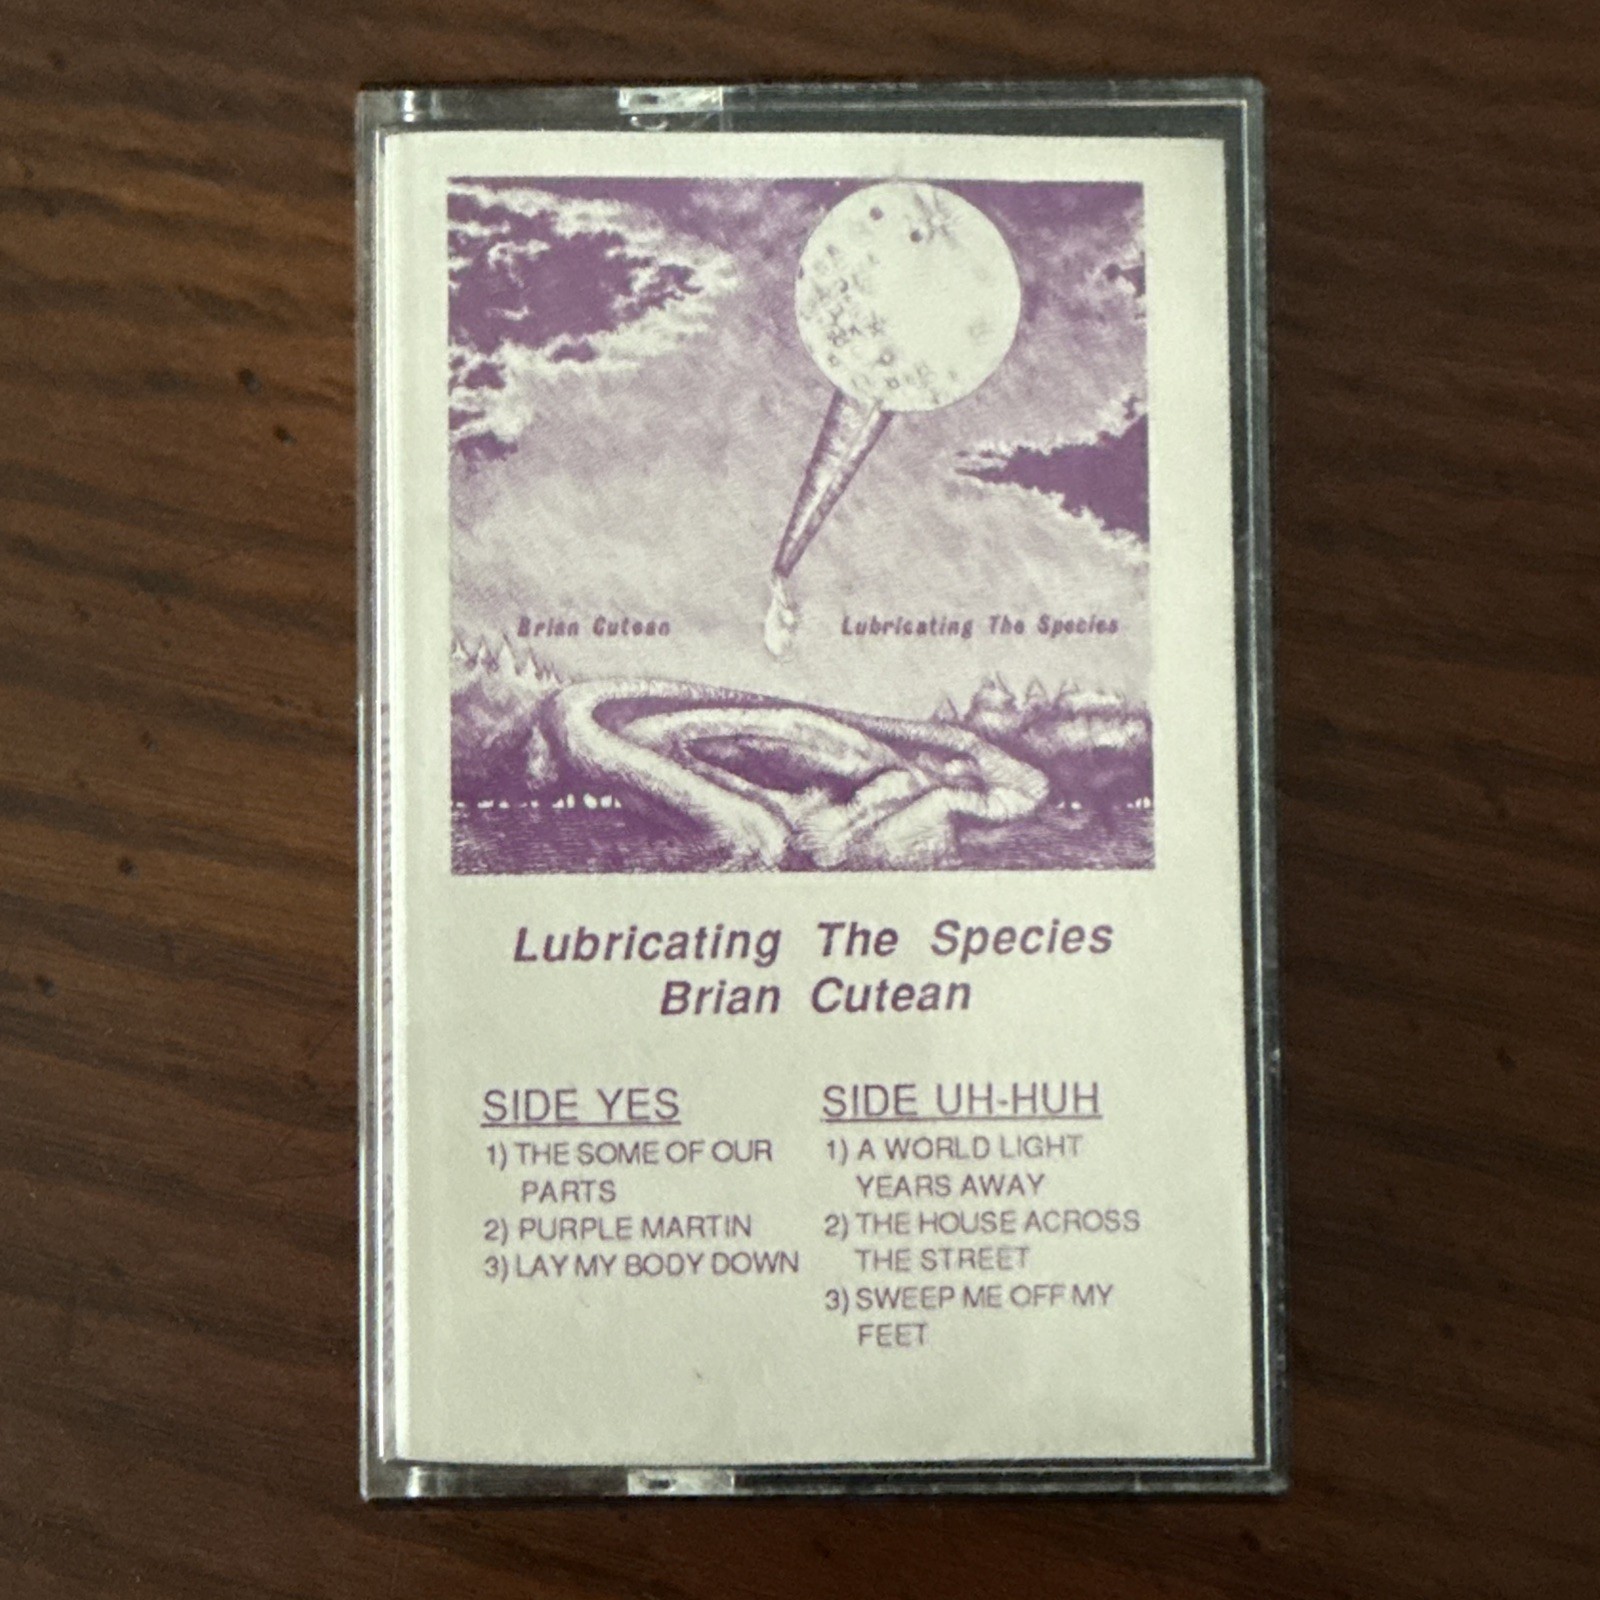 Brian Cutean
Lubricating The Species
Lubricating The Species
Brian Cutean
SIDE YES
1) THE SOME OF OUR
PARTS
2) PURPLE MARTIN
3) LAY MY BODY DOWN
SIDE UH-HUH
1) A WORLD LIGHT
YEARS AWAY
2) THE HOUSE ACROSS
THE STREET
3) SWEEP ME OFF MY
FEET